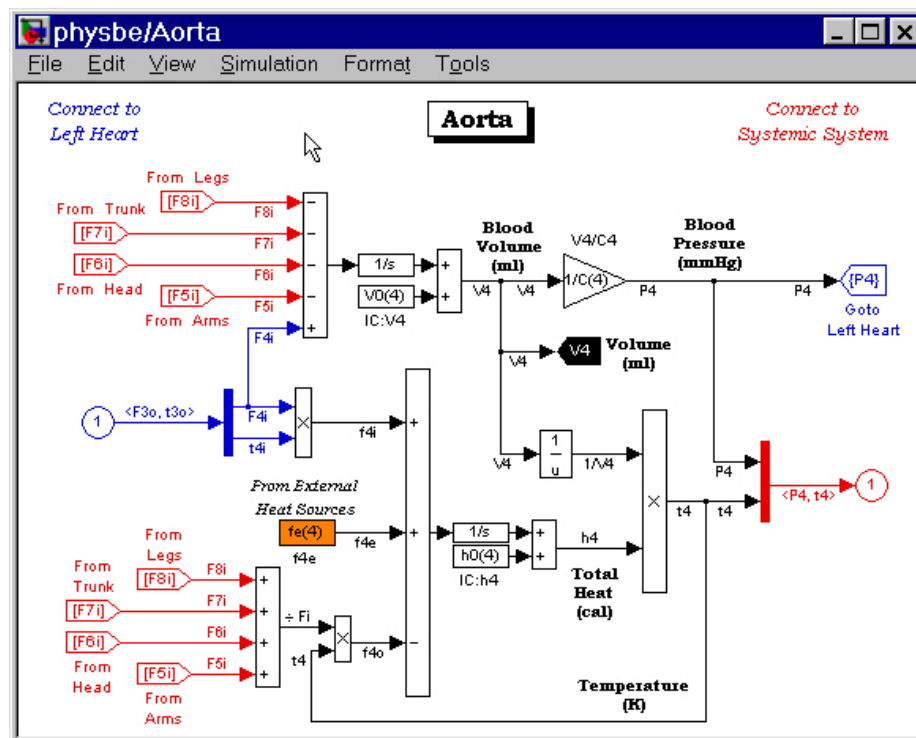 physbe/Aorta
File Edit View Simulation Format Tools
Connect to
Left Heart
Aorta
Connect to
Systemic System
From Legs
[F8i]
F8i
−
From Trunk
[F7i]
F7i
−
[F6i]
F6i
−
From Head
[F5i]
F5i
−
From Arms
F4i
+
1/s
V0(4)
IC:V4
+
+
Blood
Volume
(ml)
V4
V4
V4/C4
1/C(4)
P4
Blood
Pressure
(mmHg)
P4
{P4}
Goto
Left Heart
V4
V4
Volume
(ml)
1
<F3o, t3o>
F4i
t4i
×
f4i
+
V4
1
u
1/V4
×
P4
t4
t4
<P4, t4>
1
From External
Heat Sources
fe(4)
f4e
f4e
+
1/s
h0(4)
IC:h4
+
+
h4
Total
Heat
(cal)
From
Legs
[F8i]
F8i
+
From
Trunk
[F7i]
F7i
+
[F6i]
F6i
+
From
Head
[F5i]
F5i
+
From
Arms
÷ Fi
t4
×
f4o
−
Temperature
(K)